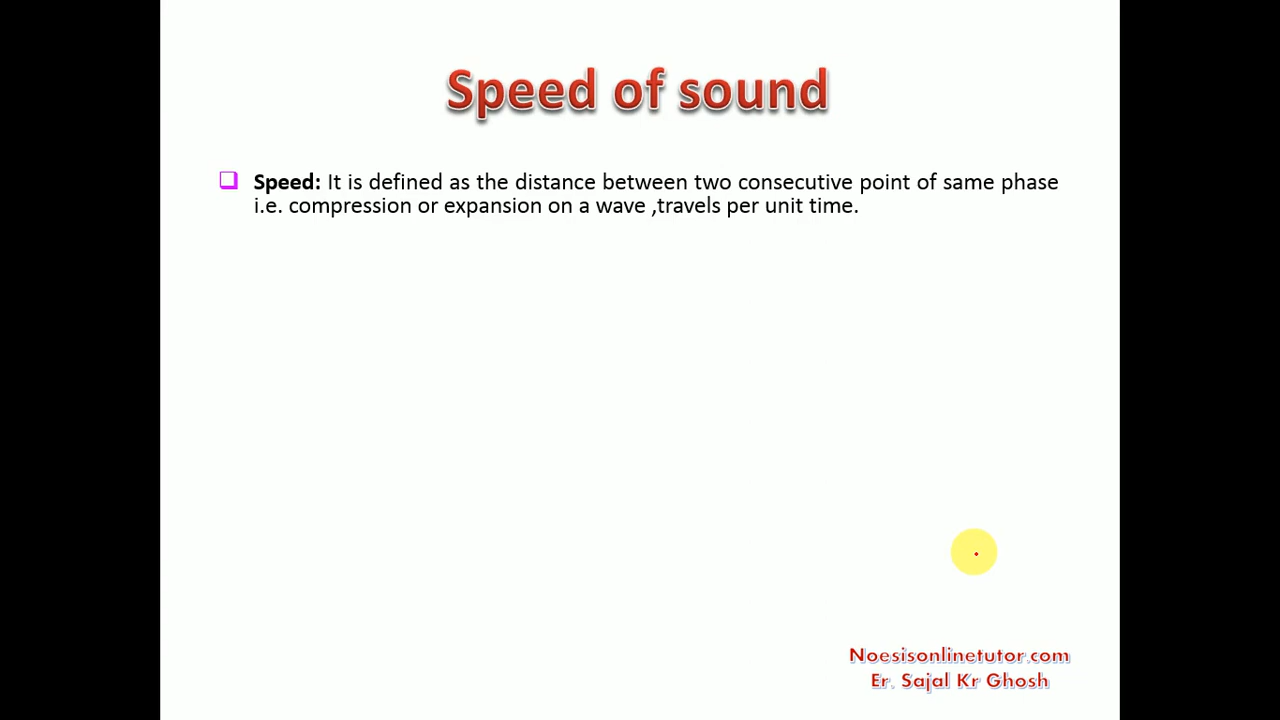 Speed of sound
Speed: It is defined as the distance between two consecutive point of same phase
i.e. compression or expansion on a wave ,travels per unit time.
Noesisonlinetutor.com
Er. Sajal Kr Ghosh